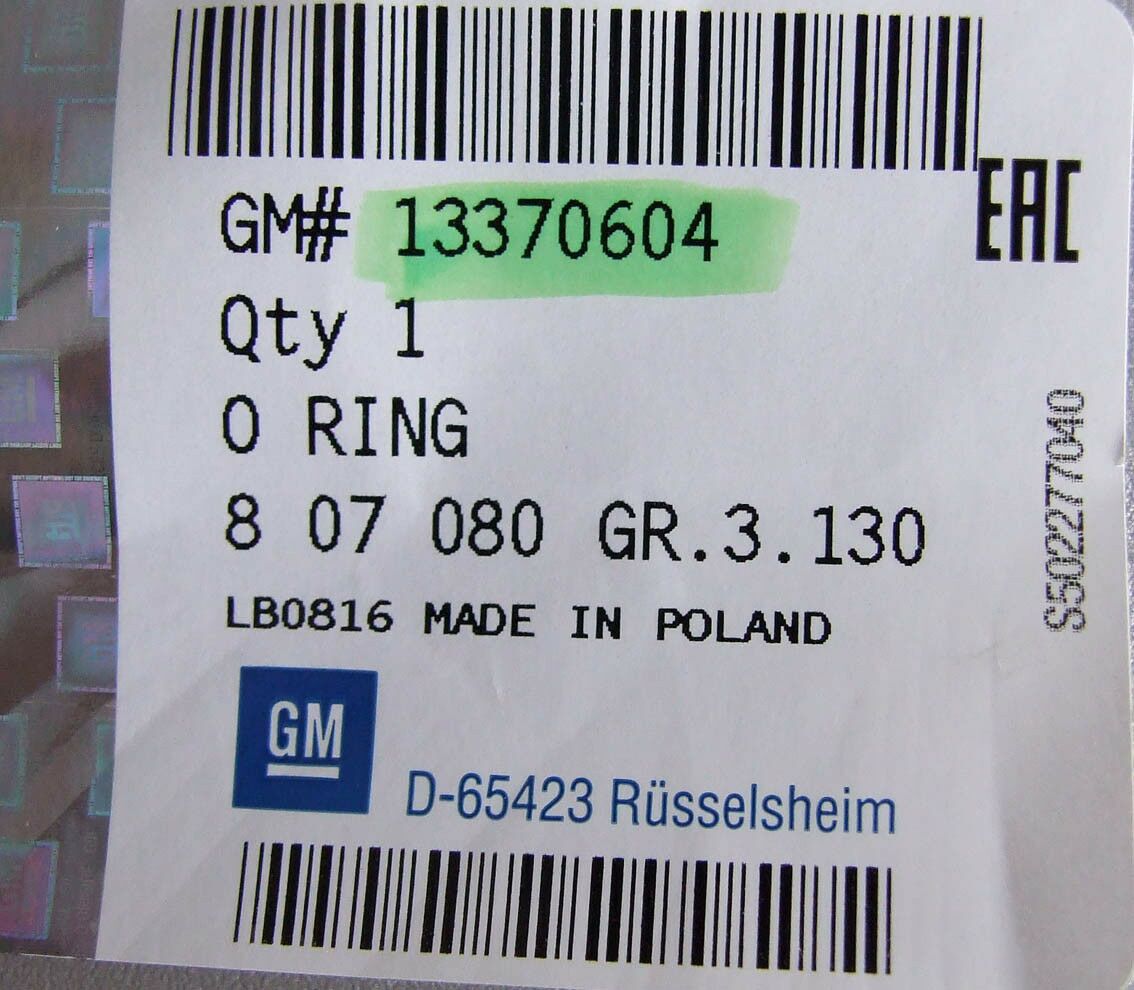 GM# 13370604
EAC
Qty 1
O RING
8 07 080 GR.3.130
LB0816 MADE IN POLAND
S502277040
GM
D-65423 Rüsselsheim